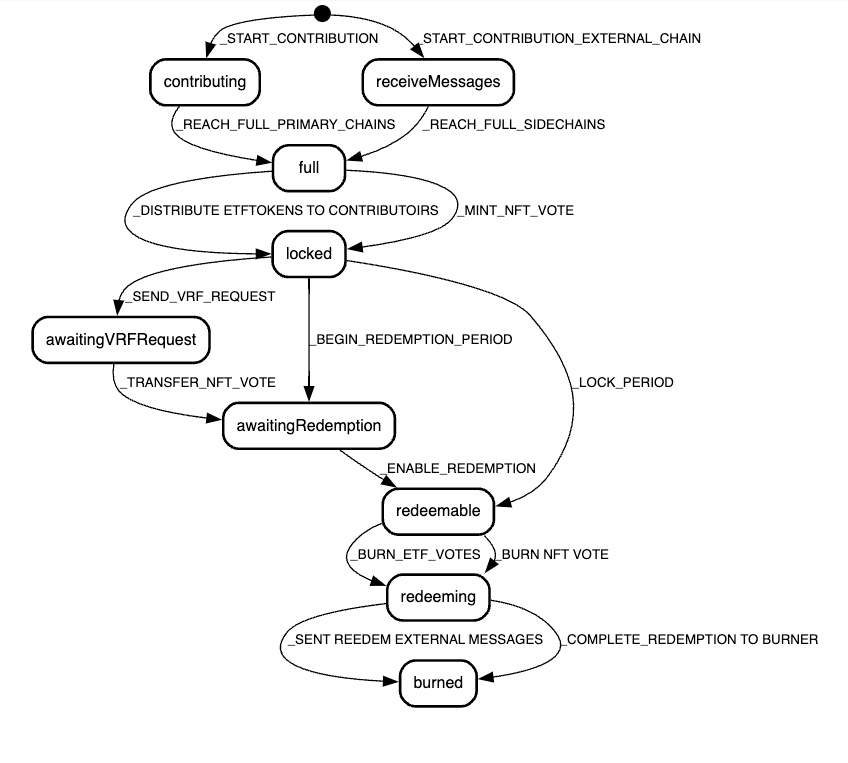 _START_CONTRIBUTION
_START_CONTRIBUTION_EXTERNAL_CHAIN
contributing
receiveMessages
_REACH_FULL_PRIMARY_CHAINS
_REACH_FULL_SIDECHAINS
full
_DISTRIBUTE ETFTOKENS TO CONTRIBUTOIRS
_MINT_NFT_VOTE
locked
_SEND_VRF_REQUEST
awaitingVRFRequest
_BEGIN_REDEMPTION_PERIOD
_TRANSFER_NFT_VOTE
_LOCK_PERIOD
awaitingRedemption
_ENABLE_REDEMPTION
redeemable
_BURN_ETF_VOTES
_BURN NFT VOTE
redeeming
_SENT REEDEM EXTERNAL MESSAGES
_COMPLETE_REDEMPTION TO BURNER
burned